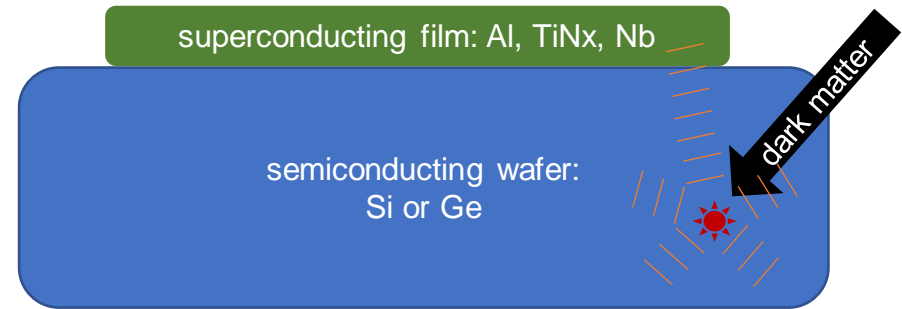 superconducting film: Al, TiNx, Nb
dark matter
semiconducting wafer:
Si or Ge